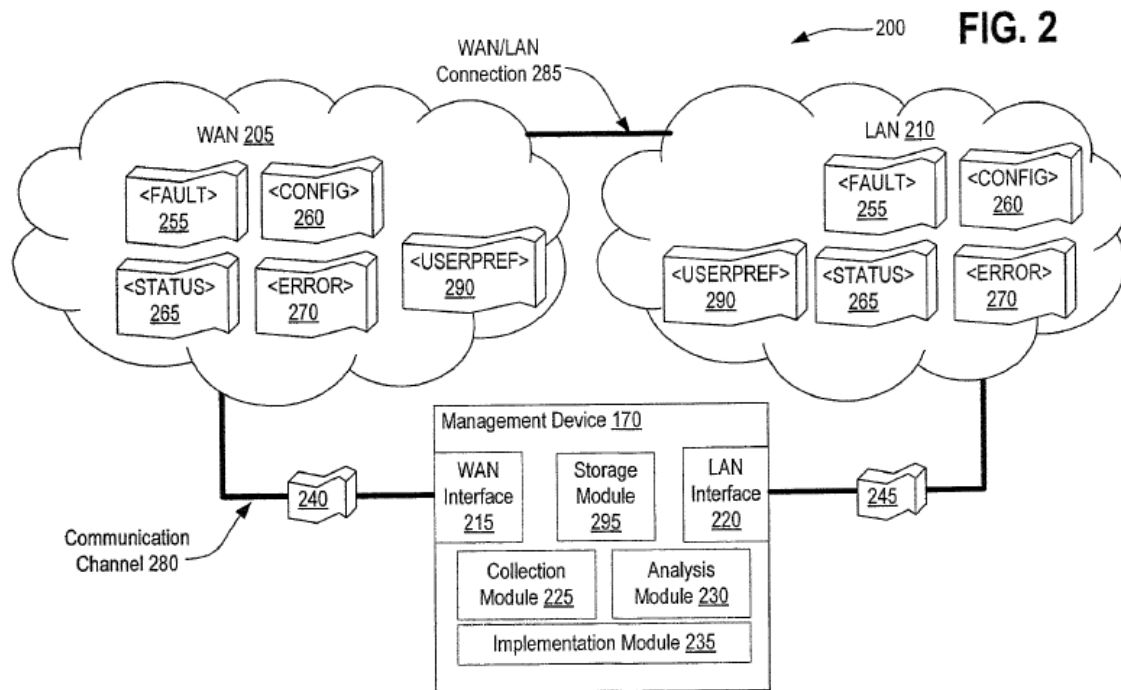 FIG. 2
200
WAN/LAN
Connection 285
WAN 205
<FAULT>
255
<CONFIG>
260
<STATUS>
265
<ERROR>
270
<USERPREF>
290
LAN 210
<FAULT>
255
<CONFIG>
260
<USERPREF>
290
<STATUS>
265
<ERROR>
270
Management Device 170
WAN
Interface
215
Storage
Module
295
LAN
Interface
220
240
245
Communication
Channel 280
Collection
Module 225
Analysis
Module 230
Implementation Module 235